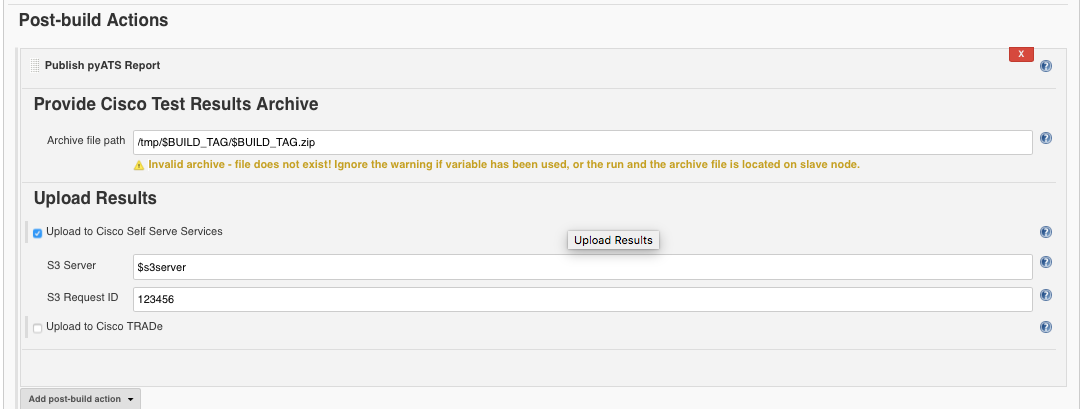 Post-build Actions
X
Publish pyATS Report
Provide Cisco Test Results Archive
Archive file path
/tmp/$BUILD_TAG/$BUILD_TAG.zip
Invalid archive - file does not exist! Ignore the warning if variable has been used, or the run and the archive file is located on slave node.
Upload Results
Upload to Cisco Self Serve Services
Upload Results
S3 Server
$s3server
S3 Request ID
123456
Upload to Cisco TRADe
Add post-build action